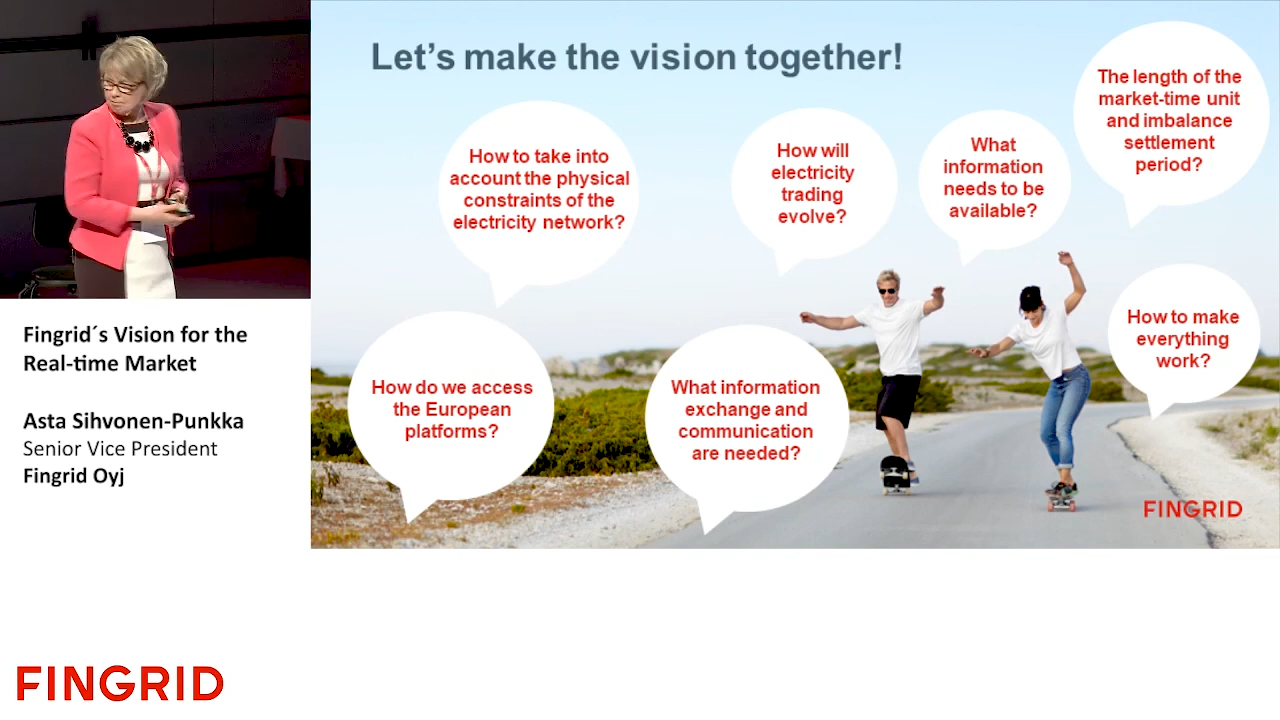 Let's make the vision together!
How to take into
account the physical
constraints of the
electricity network?
How will
electricity
trading
evolve?
What
information
needs to be
available?
The length of the
market-time unit
and imbalance
settlement
period?
How do we access
the European
platforms?
What information
exchange and
communication
are needed?
How to make
everything
work?
FINGRID
Fingrid´s Vision for the
Real-time Market
Asta Sihvonen-Punkka
Senior Vice President
Fingrid Oyj
FINGRID